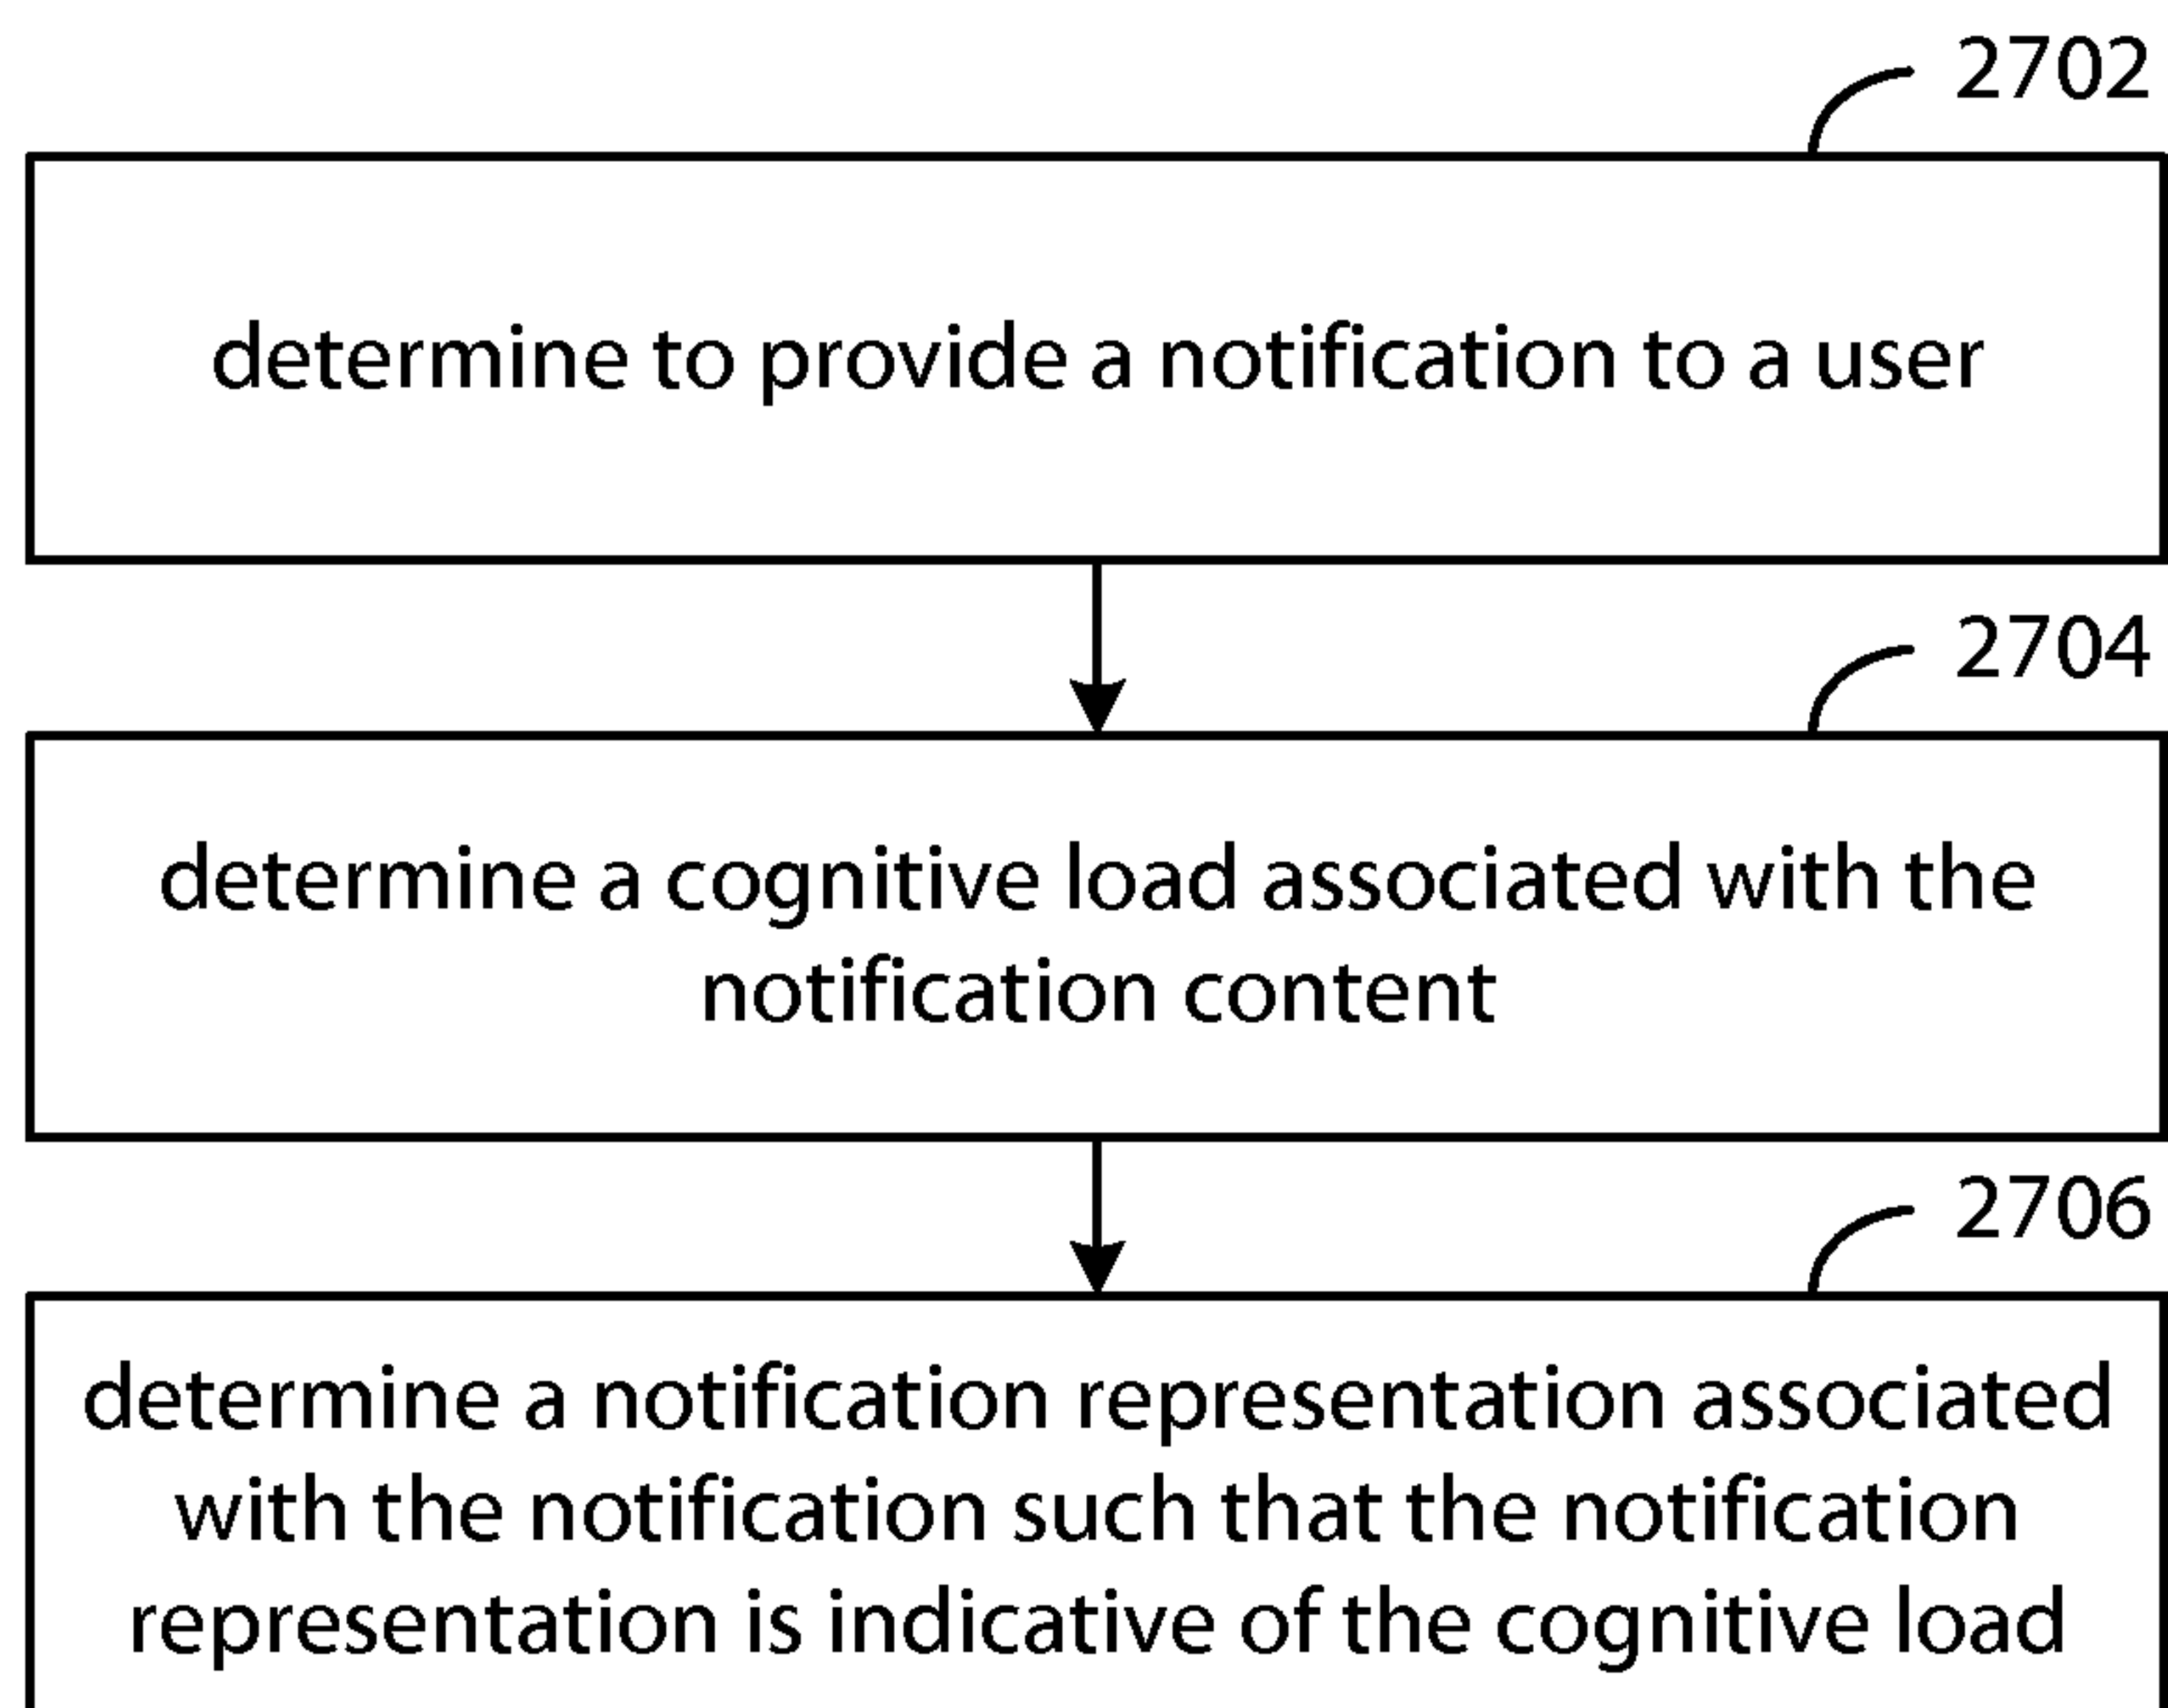 2702
determine to provide a notification to a user
2704
determine a cognitive load associated with the
notification content
2706
determine a notification representation associated
with the notification such that the notification
representation is indicative of the cognitive load